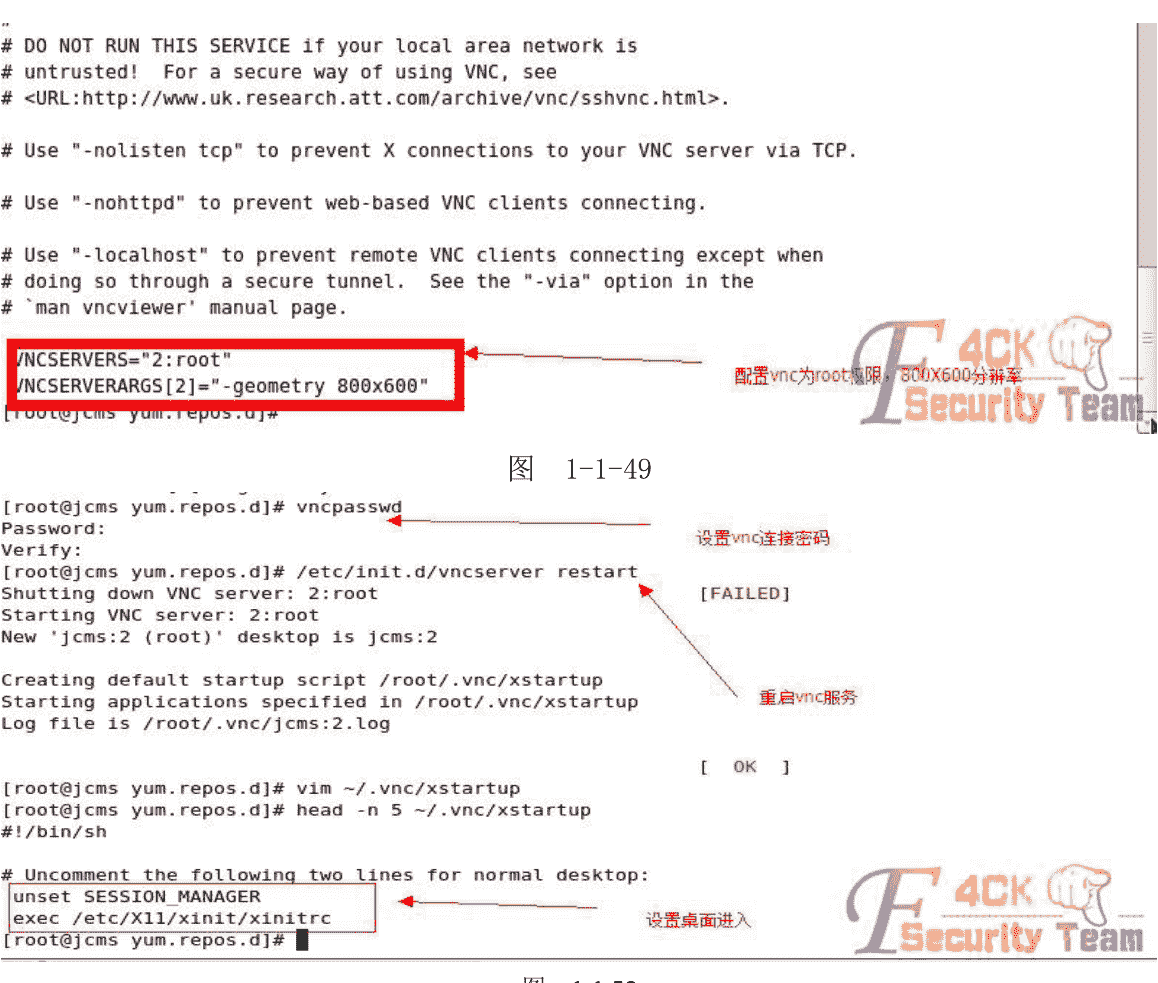 # DO NOT RUN THIS SERVICE if your local area network is
# untrusted!  For a secure way of using VNC, see
# <URL:http://www.uk.research.att.com/archive/vnc/sshvnc.html>.
# Use "-nolisten tcp" to prevent X connections to your VNC server via TCP.
# Use "-nohttpd" to prevent web-based VNC clients connecting.
# Use "-localhost" to prevent remote VNC clients connecting except when
# doing so through a secure tunnel.  See the "-via" option in the
# `man vncviewer' manual page.
VNCSERVERS="2:root"
VNCSERVERARGS[2]="-geometry 800x600"
配置vnc为root权限，800X600分辨率
F4CK
Security Team
[root@jcms yum.repos.d]#
图 1-1-49
[root@jcms yum.repos.d]# vncpasswd
Password:
设置vnc连接密码
Verify:
[root@jcms yum.repos.d]# /etc/init.d/vncserver restart
Shutting down VNC server: 2:root [FAILED]
Starting VNC server: 2:root
New 'jcms:2 (root)' desktop is jcms:2
Creating default startup script /root/.vnc/xstartup
Starting applications specified in /root/.vnc/xstartup
重启vnc服务
Log file is /root/.vnc/jcms:2.log
[  OK  ]
[root@jcms yum.repos.d]# vim ~/.vnc/xstartup
[root@jcms yum.repos.d]# head -n 5 ~/.vnc/xstartup
#!/bin/sh
# Uncomment the following two lines for normal desktop:
unset SESSION_MANAGER
exec /etc/X11/xinit/xinitrc
设置桌面进入
[root@jcms yum.repos.d]#
F4CK
Security Team